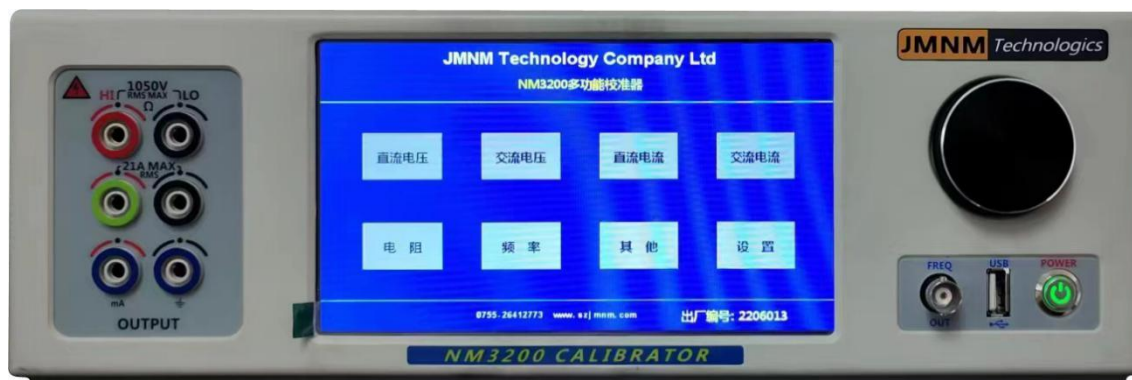 1050V
HI RMS MAX LO
Ω
21A MAX
RMS
mA
OUTPUT
JMNM Technology Company Ltd
NM3200多功能校准器
直流电压 交流电压 直流电流 交流电流
电 阻 频 率 其 他 设 置
0755-26412773 www.szjmnm.com 出厂编号: 2206013
JMNM Technologics
FREQ USB POWER
OUT
NM3200 CALIBRATOR